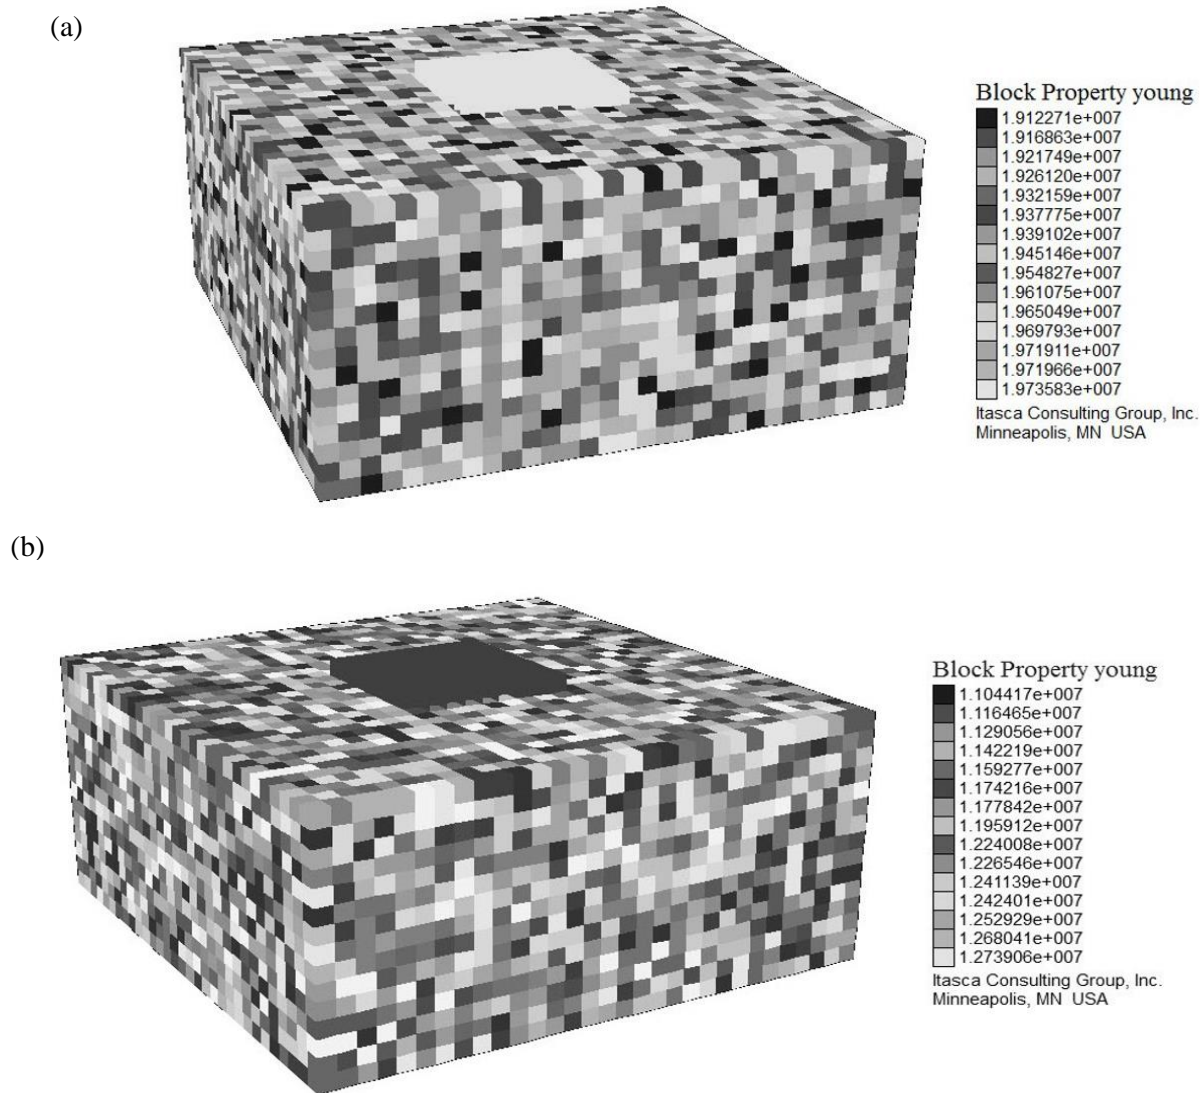 (a)
Block Property young
1.912271e+007
1.916863e+007
1.921749e+007
1.926120e+007
1.932159e+007
1.937775e+007
1.939102e+007
1.945146e+007
1.954827e+007
1.961075e+007
1.965049e+007
1.969793e+007
1.971911e+007
1.971966e+007
1.973583e+007
Itasca Consulting Group, Inc.
Minneapolis, MN USA
(b)
Block Property young
1.104417e+007
1.116465e+007
1.129056e+007
1.142219e+007
1.159277e+007
1.174216e+007
1.177842e+007
1.195912e+007
1.224008e+007
1.226546e+007
1.241139e+007
1.242401e+007
1.252929e+007
1.268041e+007
1.273906e+007
Itasca Consulting Group, Inc.
Minneapolis, MN USA